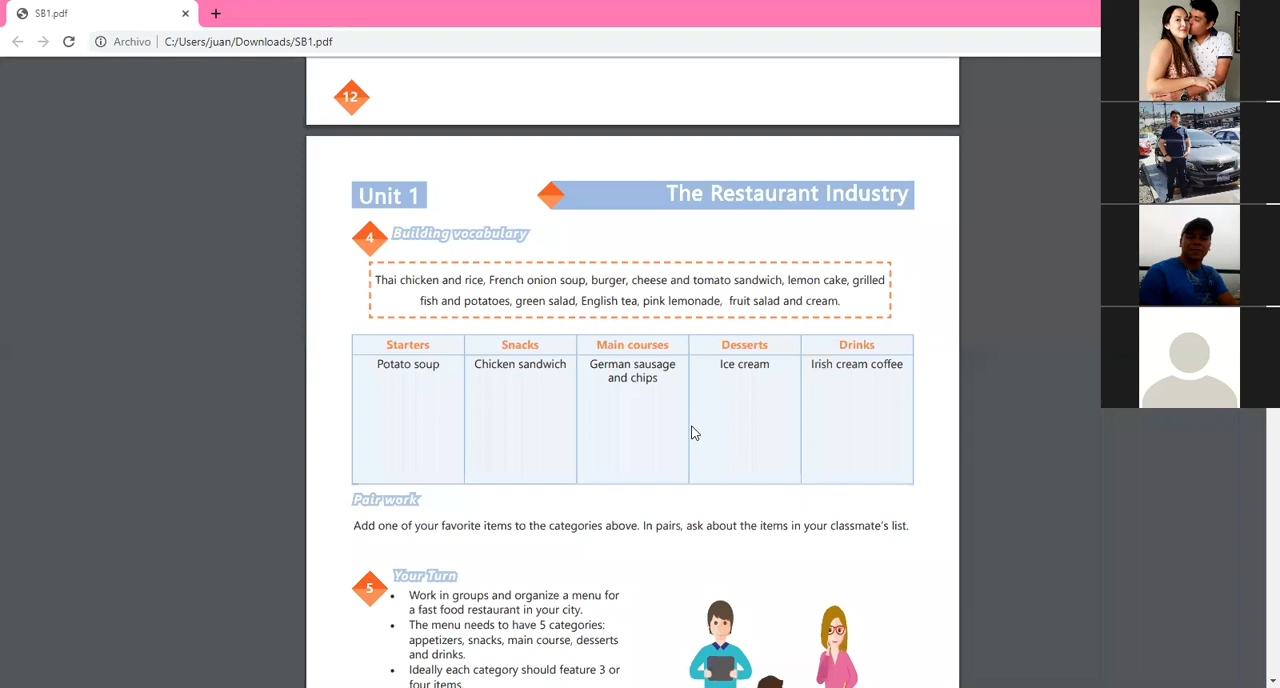 SB1.pdf
Archivo C:/Users/juan/Downloads/SB1.pdf
12
Unit 1
The Restaurant Industry
4 Building vocabulary
Thai chicken and rice, French onion soup, burger, cheese and tomato sandwich, lemon cake, grilled
fish and potatoes, green salad, English tea, pink lemonade, fruit salad and cream.
Starters Snacks Main courses Desserts Drinks
Potato soup Chicken sandwich German sausage Ice cream Irish cream coffee
and chips
Pair work
Add one of your favorite items to the categories above. In pairs, ask about the items in your classmate's list.
5 Your Turn
• Work in groups and organize a menu for
a fast food restaurant in your city.
• The menu needs to have 5 categories:
appetizers, snacks, main course, desserts
and drinks.
• Ideally each category should feature 3 or
four items.